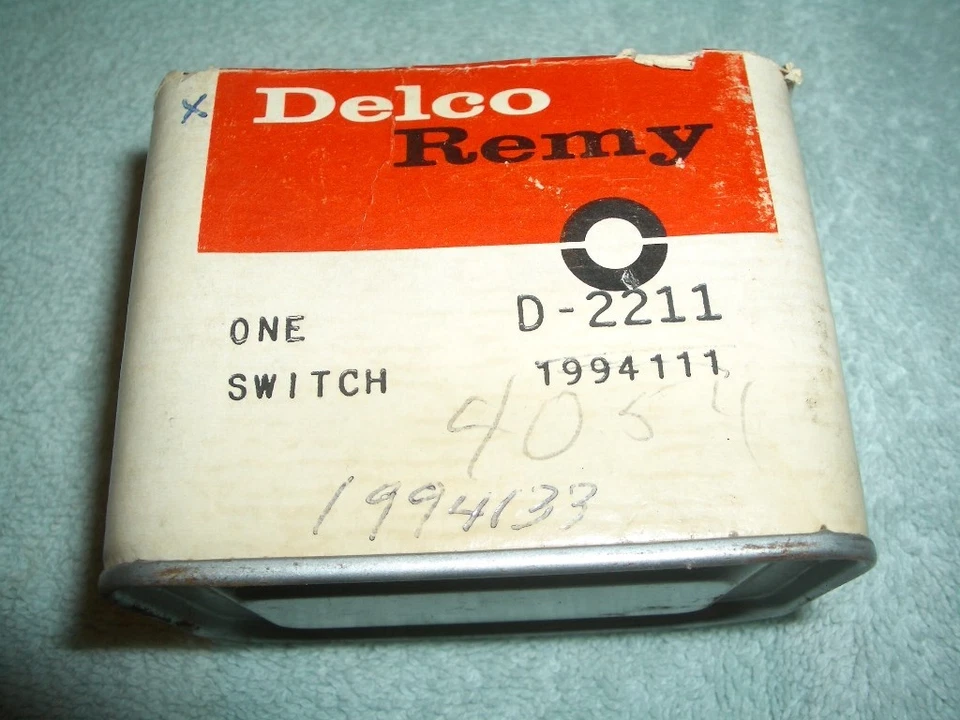 x
Delco
Remy
ONE D-2211
SWITCH 1994111
4054
1994133